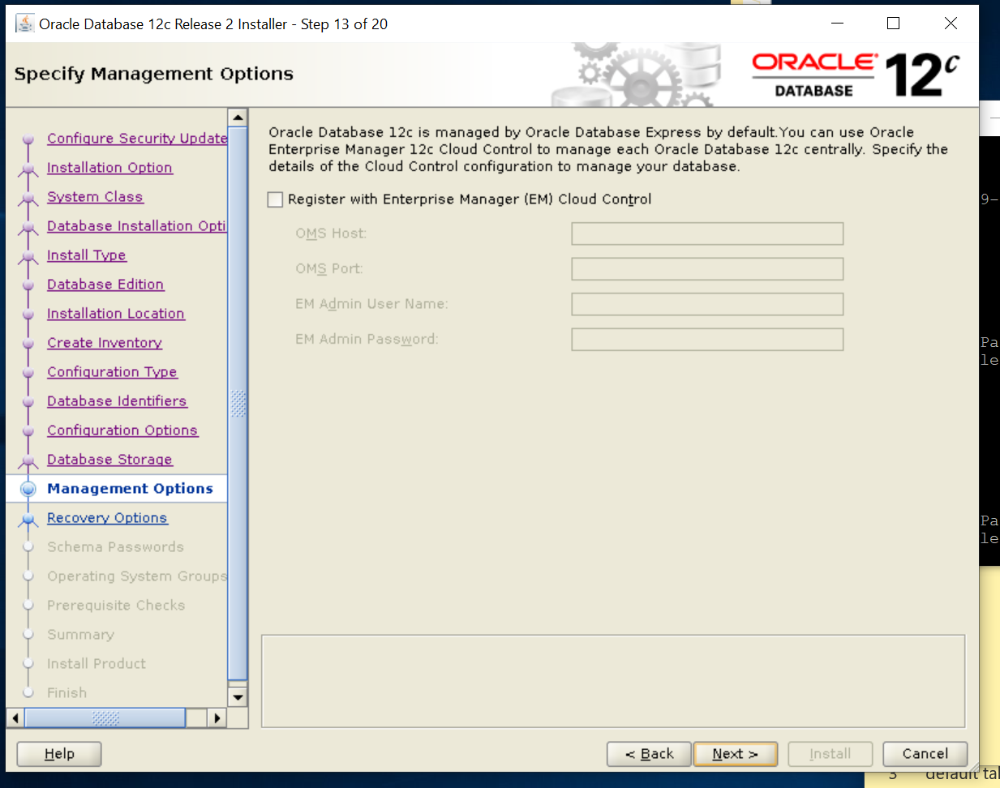 Oracle Database 12c Release 2 Installer - Step 13 of 20
Specify Management Options
ORACLE
DATABASE
12c
Configure Security Update
Installation Option
System Class
Database Installation Opti
Install Type
Database Edition
Installation Location
Create Inventory
Configuration Type
Database Identifiers
Configuration Options
Database Storage
Management Options
Recovery Options
Schema Passwords
Operating System Groups
Prerequisite Checks
Summary
Install Product
Finish
Oracle Database 12c is managed by Oracle Database Express by default.You can use Oracle
Enterprise Manager 12c Cloud Control to manage each Oracle Database 12c centrally. Specify the
details of the Cloud Control configuration to manage your database.
Register with Enterprise Manager (EM) Cloud Control
OMS Host:
OMS Port:
EM Admin User Name:
EM Admin Password:
Help
< Back
Next >
Install
Cancel
9-
Pa
le
Pa
le
3 default tal